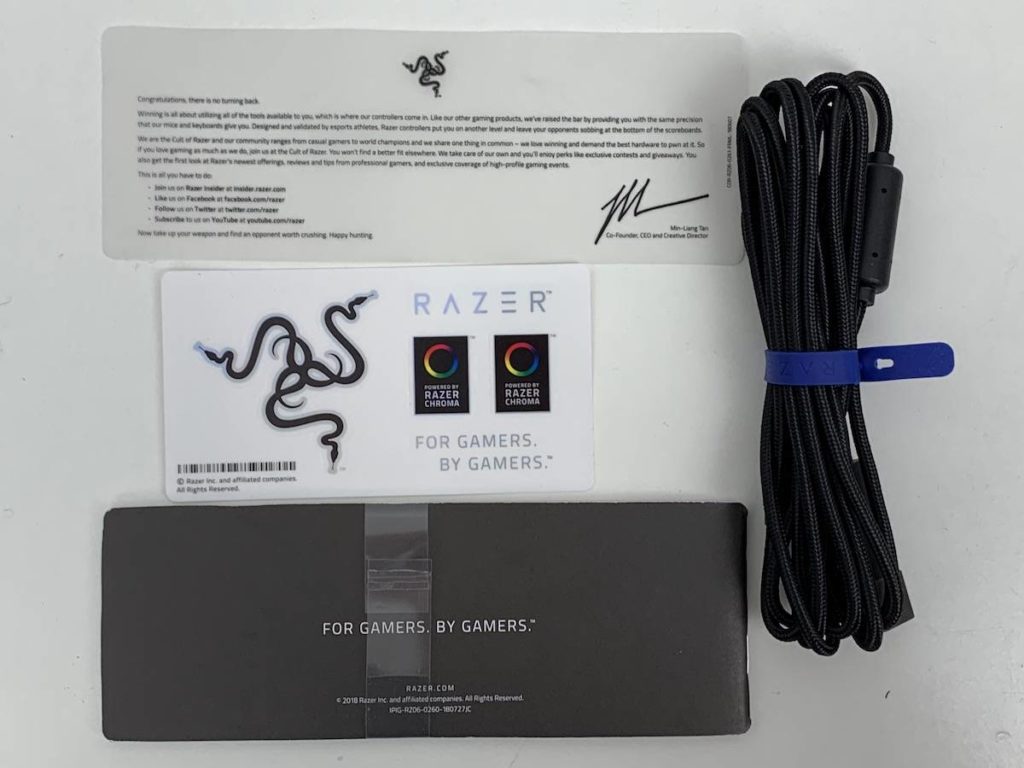 Congratulations, there is no turning back.
Winning is all about utilizing all of the tools available to you, which is where our controllers come in. Like our other gaming products, we've raised the bar by providing you with the same precision
that our mice and keyboards give you. Designed and validated by esports athletes, Razer controllers put you on another level and leave your opponents sobbing at the bottom of the scoreboards.
We are the Cult of Razer and our community ranges from casual gamers to world champions and we share one thing in common – we love winning and demand the best hardware to pwn at it. So
if you love gaming as much as we do, join us at the Cult of Razer. You won't find a better fit elsewhere. We take care of our own and you'll enjoy perks like exclusive contests and giveaways. You
also get the first look at Razer's newest offerings, reviews and tips from professional gamers, and exclusive coverage of high-profile gaming events.
This is all you have to do:
- Join us on Razer Insider at insider.razer.com
- Like us on Facebook at facebook.com/razer
- Follow us on Twitter at twitter.com/razer
- Subscribe to us on YouTube at youtube.com/razer
Now take up your weapon and find an opponent worth crushing. Happy hunting.
Min-Liang Tan
Co-Founder, CEO and Creative Director
RAZER™
POWERED BY
RAZER
CHROMA
™
POWERED BY
RAZER
CHROMA
™
FOR GAMERS.
BY GAMERS.™
© Razer Inc. and affiliated companies.
All Rights Reserved.
RAZER
FOR GAMERS. BY GAMERS.™
RAZER.COM
© 2018 Razer Inc. and affiliated companies. All Rights Reserved.
IPIG-RZ06-0260-180727JC